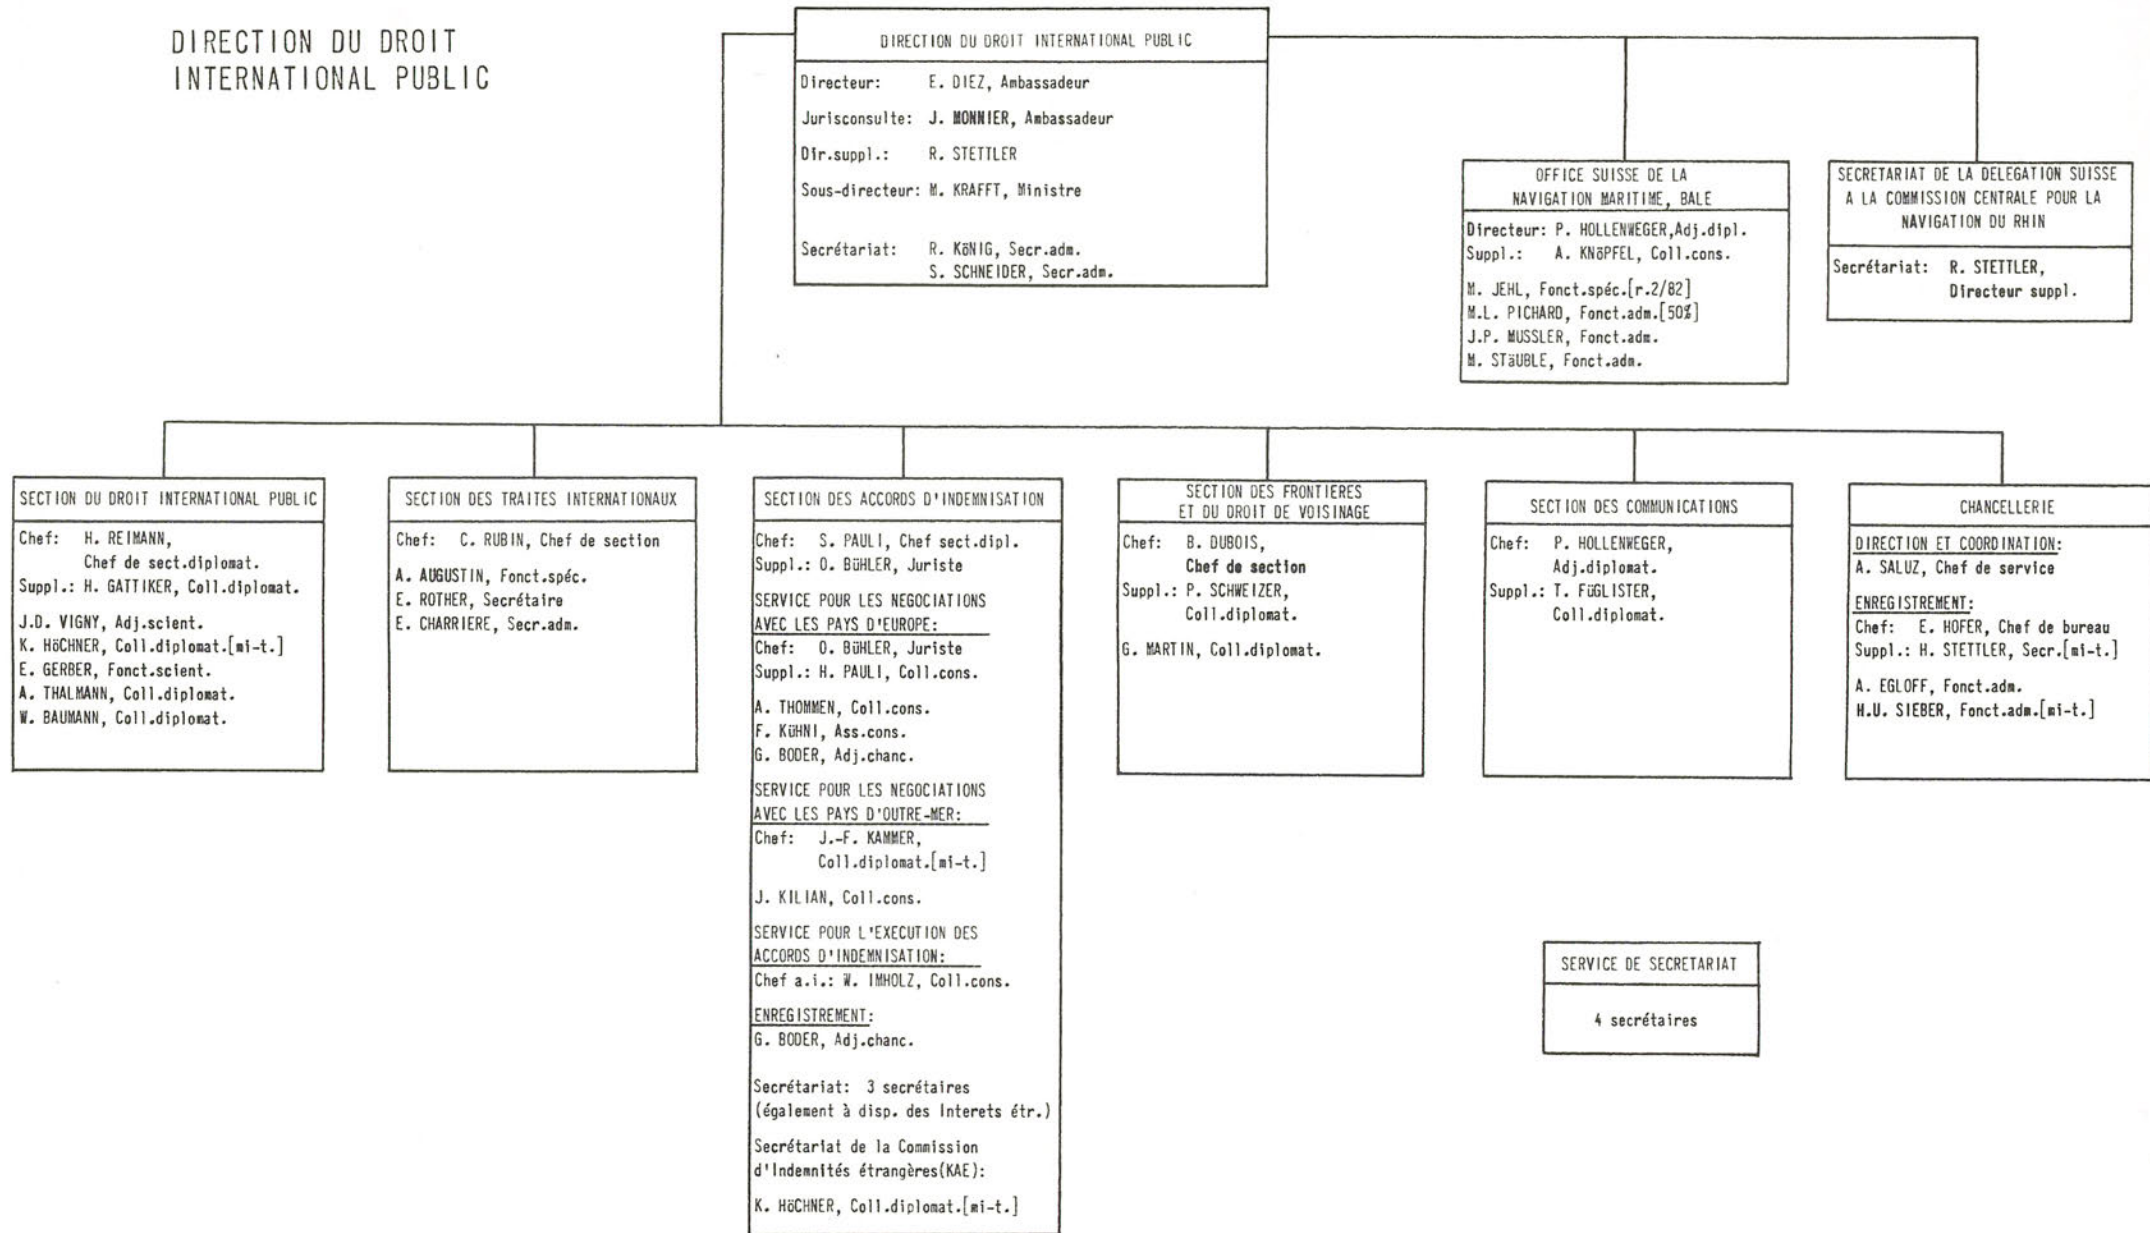 DIRECTION DU DROIT
INTERNATIONAL PUBLIC
DIRECTION DU DROIT INTERNATIONAL PUBLIC
Directeur: E. DIEZ, Ambassadeur
Jurisconsulte: J. MONNIER, Ambassadeur
Dir.suppl.: R. STETTLER
Sous-directeur: M. KRAFFT, Ministre
Secrétariat: R. KöNIG, Secr.adm.
S. SCHNEIDER, Secr.adm.
OFFICE SUISSE DE LA
NAVIGATION MARITIME, BALE
Directeur: P. HOLLENWEGER,Adj.dipl.
Suppl.: A. KNöPFEL, Coll.cons.
M. JEHL, Fonct.spéc.[r.2/82]
M.L. PICHARD, Fonct.adm.[50%]
J.P. MUSSLER, Fonct.adm.
M. STäUBLE, Fonct.adm.
SECRETARIAT DE LA DELEGATION SUISSE
A LA COMMISSION CENTRALE POUR LA
NAVIGATION DU RHIN
Secrétariat: R. STETTLER,
Directeur suppl.
SECTION DU DROIT INTERNATIONAL PUBLIC
Chef: H. REIMANN,
Chef de sect.diplomat.
Suppl.: H. GATTIKER, Coll.diplomat.
J.D. VIGNY, Adj.scient.
K. HöCHNER, Coll.diplomat.[mi-t.]
E. GERBER, Fonct.scient.
A. THALMANN, Coll.diplomat.
W. BAUMANN, Coll.diplomat.
SECTION DES TRAITES INTERNATIONAUX
Chef: C. RUBIN, Chef de section
A. AUGUSTIN, Fonct.spéc.
E. ROTHER, Secrétaire
E. CHARRIERE, Secr.adm.
SECTION DES ACCORDS D'INDEMNISATION
Chef: S. PAULI, Chef sect.dipl.
Suppl.: O. BüHLER, Juriste
SERVICE POUR LES NEGOCIATIONS
AVEC LES PAYS D'EUROPE:
Chef: O. BüHLER, Juriste
Suppl.: H. PAULI, Coll.cons.
A. THOMMEN, Coll.cons.
F. KüHNI, Ass.cons.
G. BODER, Adj.chanc.
SERVICE POUR LES NEGOCIATIONS
AVEC LES PAYS D'OUTRE-MER:
Chef: J.-F. KAMMER,
Coll.diplomat.[mi-t.]
J. KILIAN, Coll.cons.
SERVICE POUR L'EXECUTION DES
ACCORDS D'INDEMNISATION:
Chef a.i.: W. IMHOLZ, Coll.cons.
ENREGISTREMENT:
G. BODER, Adj.chanc.
Secrétariat: 3 secrétaires
(également à disp. des Interets étr.)
Secrétariat de la Commission
d'Indemnités étrangères(KAE):
K. HöCHNER, Coll.diplomat.[mi-t.]
SECTION DES FRONTIERES
ET DU DROIT DE VOISINAGE
Chef: B. DUBOIS,
Chef de section
Suppl.: P. SCHWEIZER,
Coll.diplomat.
G. MARTIN, Coll.diplomat.
SECTION DES COMMUNICATIONS
Chef: P. HOLLENWEGER,
Adj.diplomat.
Suppl.: T. FüGLISTER,
Coll.diplomat.
CHANCELLERIE
DIRECTION ET COORDINATION:
A. SALUZ, Chef de service
ENREGISTREMENT:
Chef: E. HOFER, Chef de bureau
Suppl.: H. STETTLER, Secr.[mi-t.]
A. EGLOFF, Fonct.adm.
H.U. SIEBER, Fonct.adm.[mi-t.]
SERVICE DE SECRETARIAT
4 secrétaires